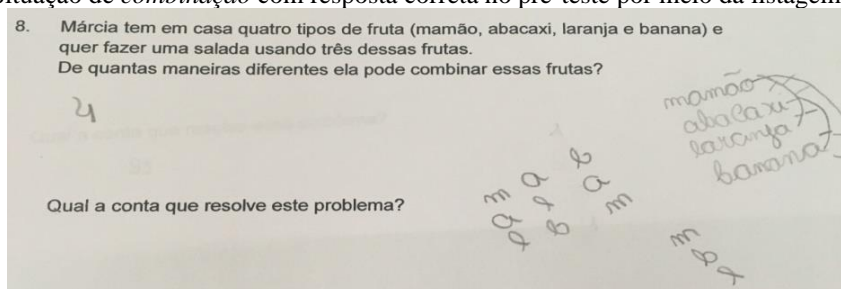 situação de combinação com resposta correta no pré-teste por meio da listagem
8. Márcia tem em casa quatro tipos de fruta (mamão, abacaxi, laranja e banana) e
quer fazer uma salada usando três dessas frutas.
De quantas maneiras diferentes ela pode combinar essas frutas?
4
mamão
abacaxi
laranja
banana
Qual a conta que resolve este problema?